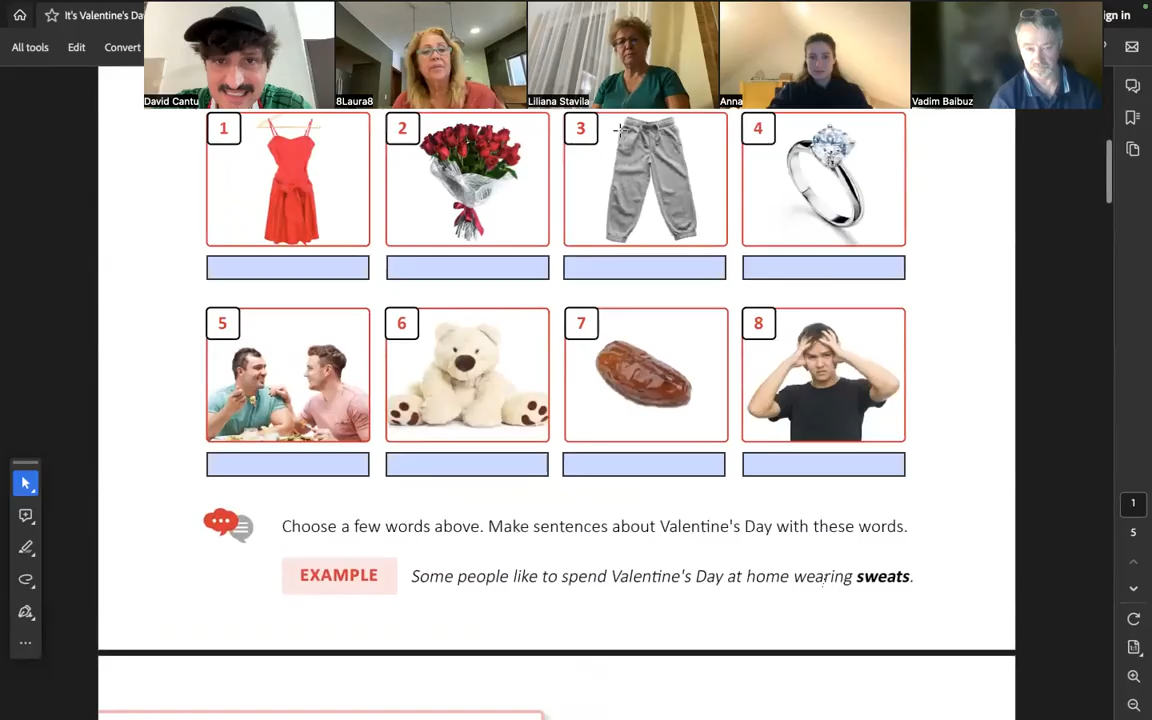 It's Valentine's Da
gn in
All tools Edit Convert
David Cantu
8Laura8
Liliana Stavila
Anna
Vadim Baibuz
1 2 3 4
5 6 7 8
Choose a few words above. Make sentences about Valentine's Day with these words.
EXAMPLE Some people like to spend Valentine's Day at home wearing sweats.
1
5